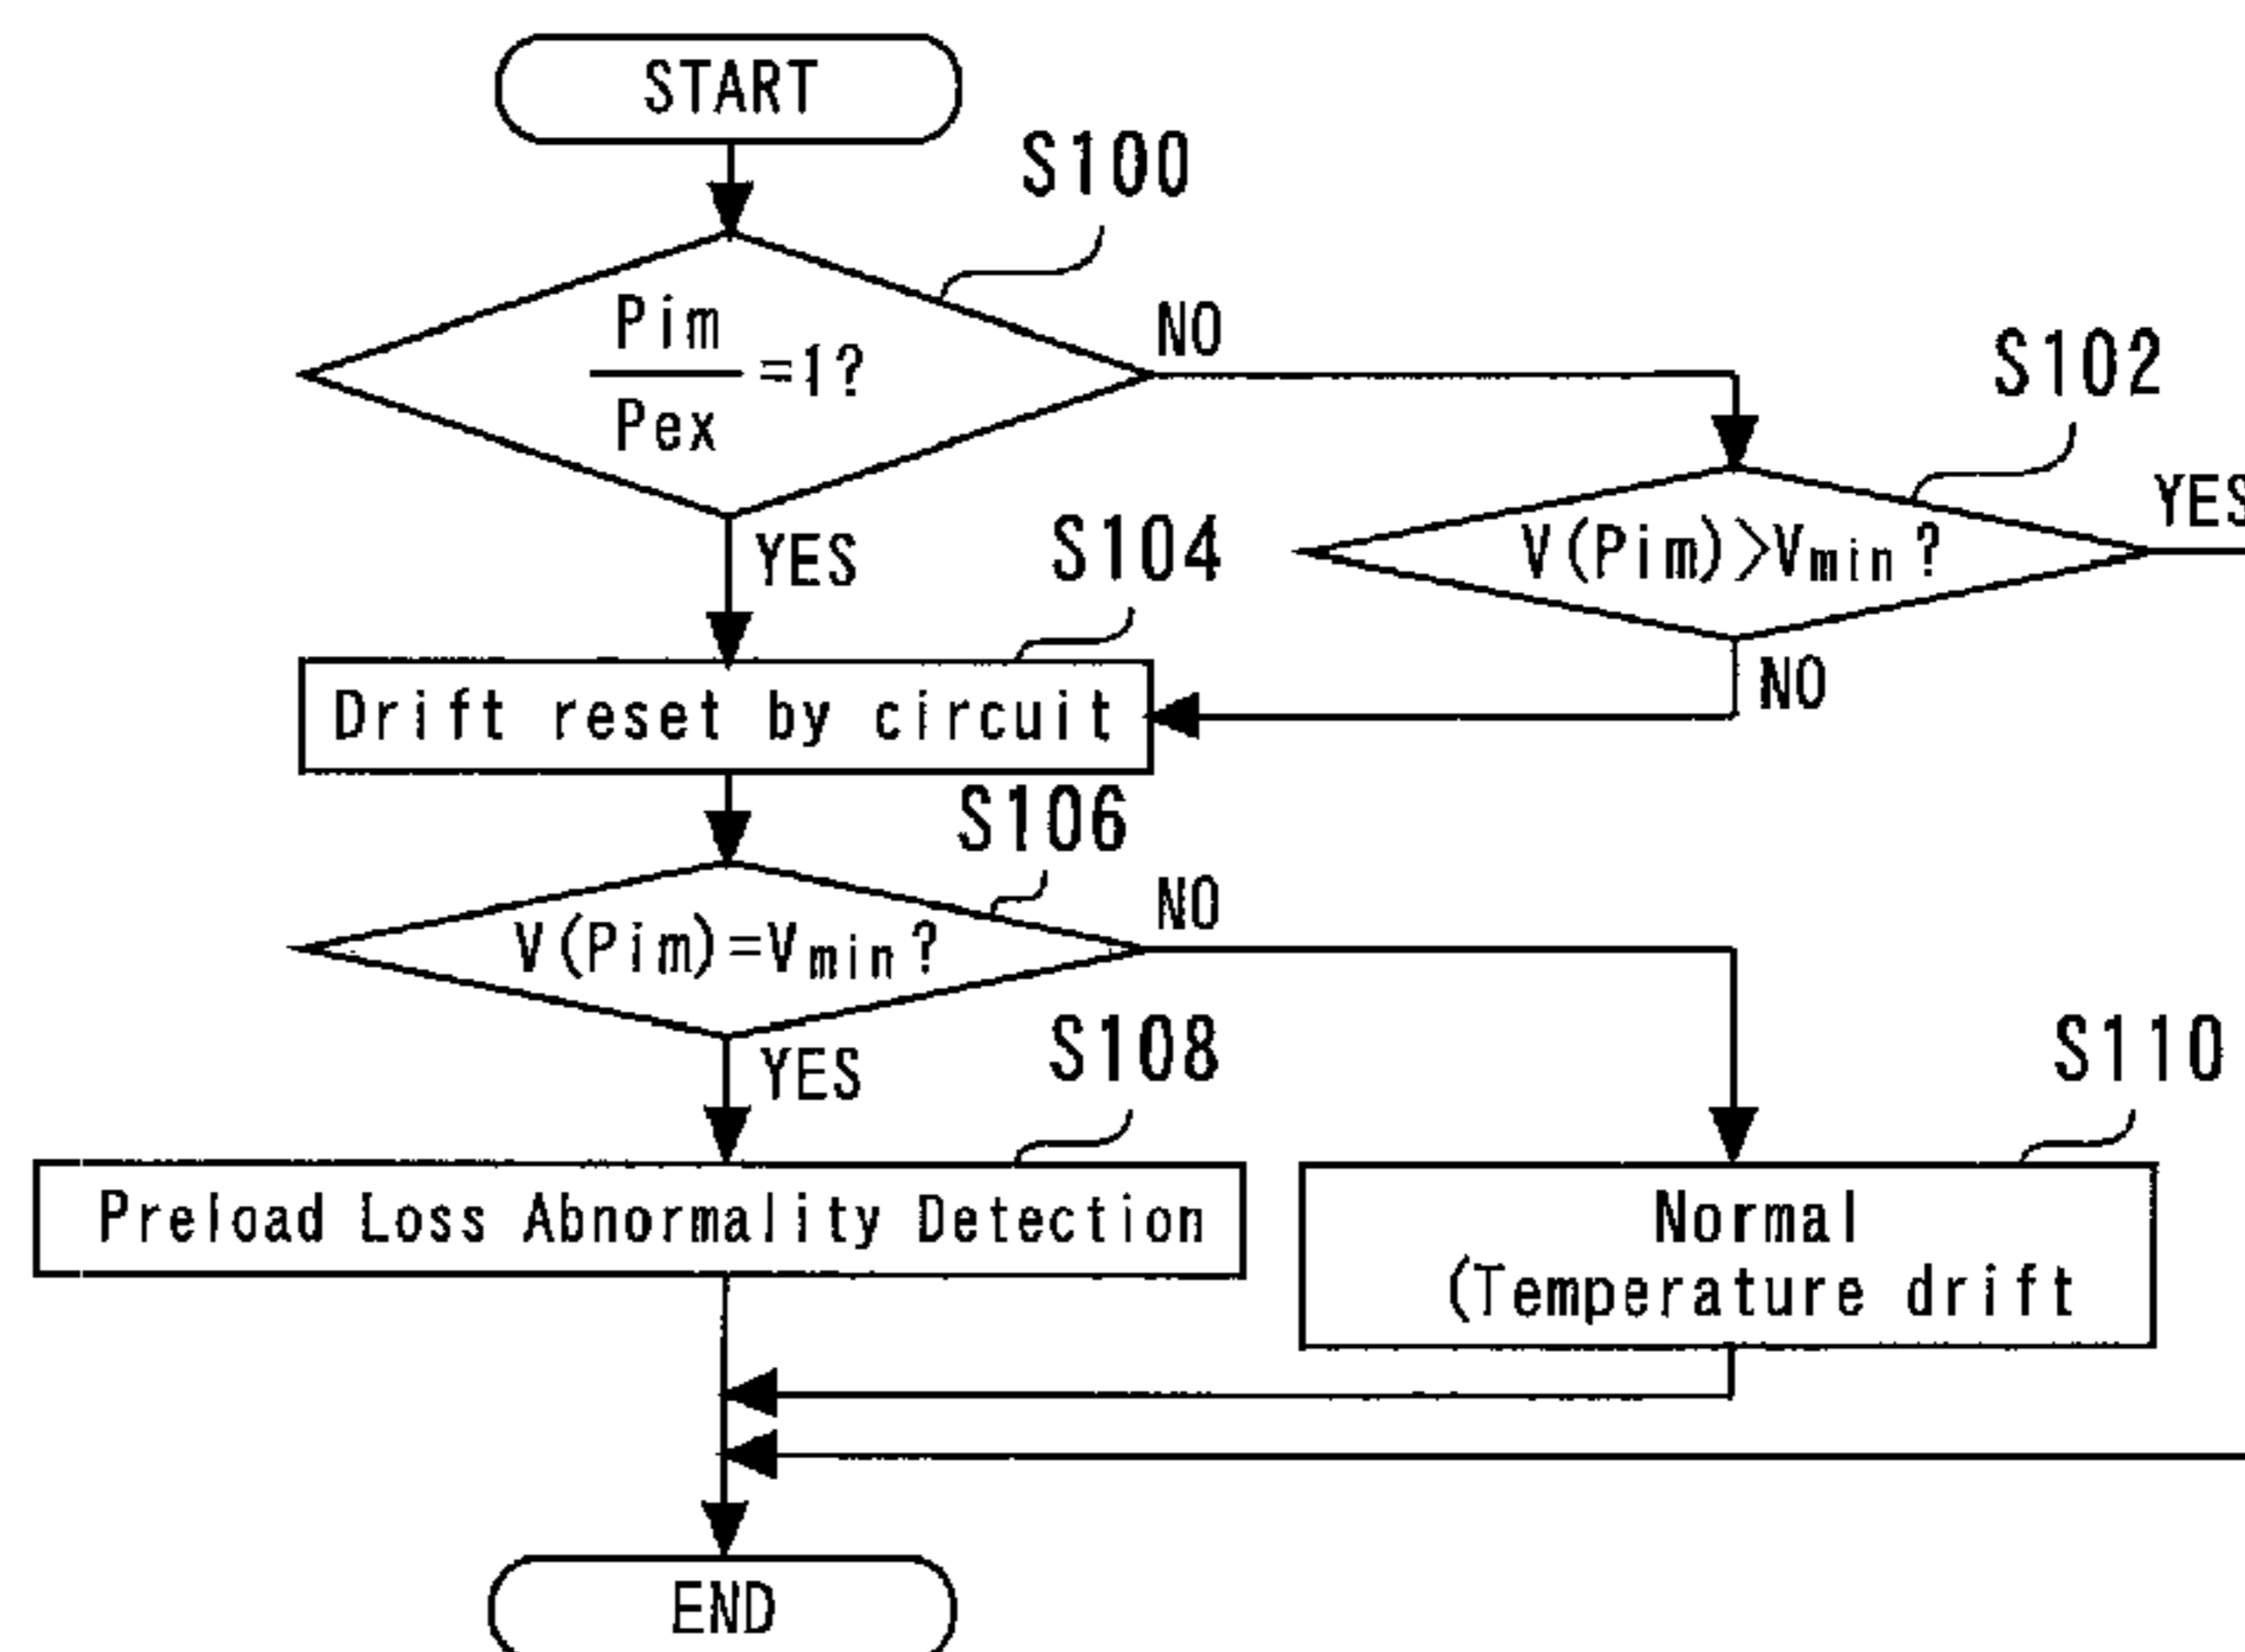 START
S100
Pim
=1?
Pex
NO
S102
V(Pim)>Vmin?
YES
YES
S104
NO
Drift reset by circuit
S106
V(Pim)=Vmin?
NO
YES
S108
S110
Preload Loss Abnormality Detection
Normal
(Temperature drift
END